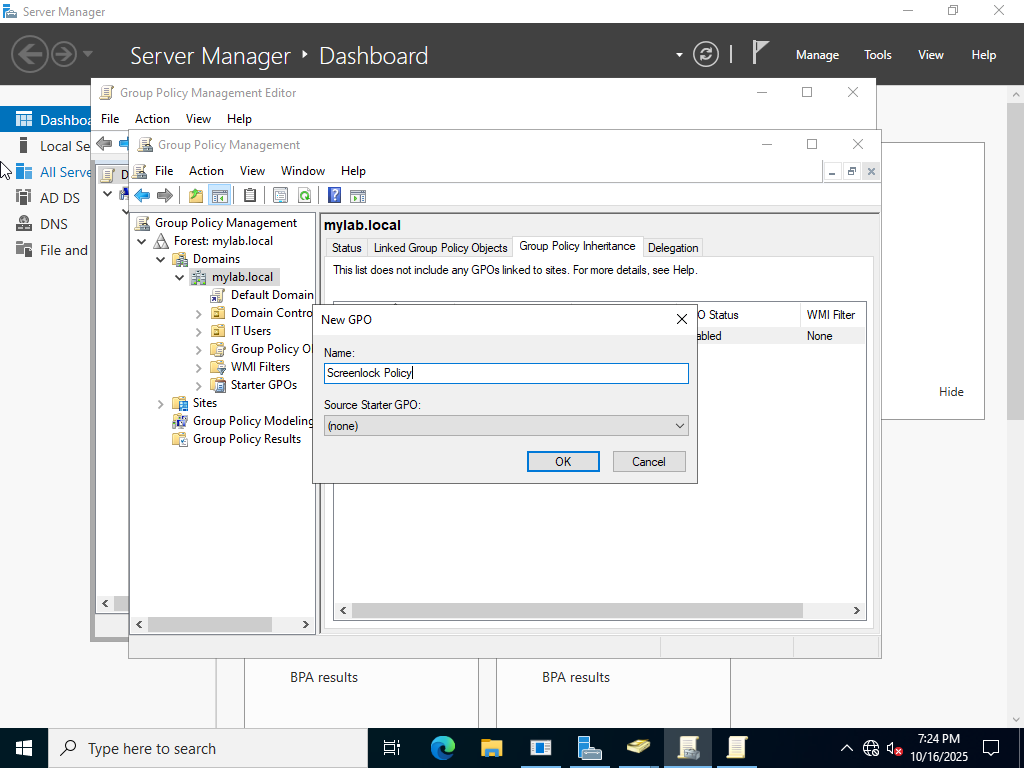 Server Manager
Server Manager ‣ Dashboard
Manage Tools View Help
Dashboa
Local Se
All Serve
AD DS
DNS
File and
Group Policy Management Editor
File Action View Help
D
Group Policy Management
File Action View Window Help
Group Policy Management
Forest: mylab.local
Domains
mylab.local
Default Domain
Domain Contro
IT Users
Group Policy O
WMI Filters
Starter GPOs
Sites
Group Policy Modeling
Group Policy Results
mylab.local
Status Linked Group Policy Objects Group Policy Inheritance Delegation
This list does not include any GPOs linked to sites. For more details, see Help.
O Status WMI Filter
abled None
New GPO
Name:
Screenlock Policy
Source Starter GPO:
(none)
OK Cancel
Hide
BPA results BPA results
Type here to search
7:24 PM
10/16/2025